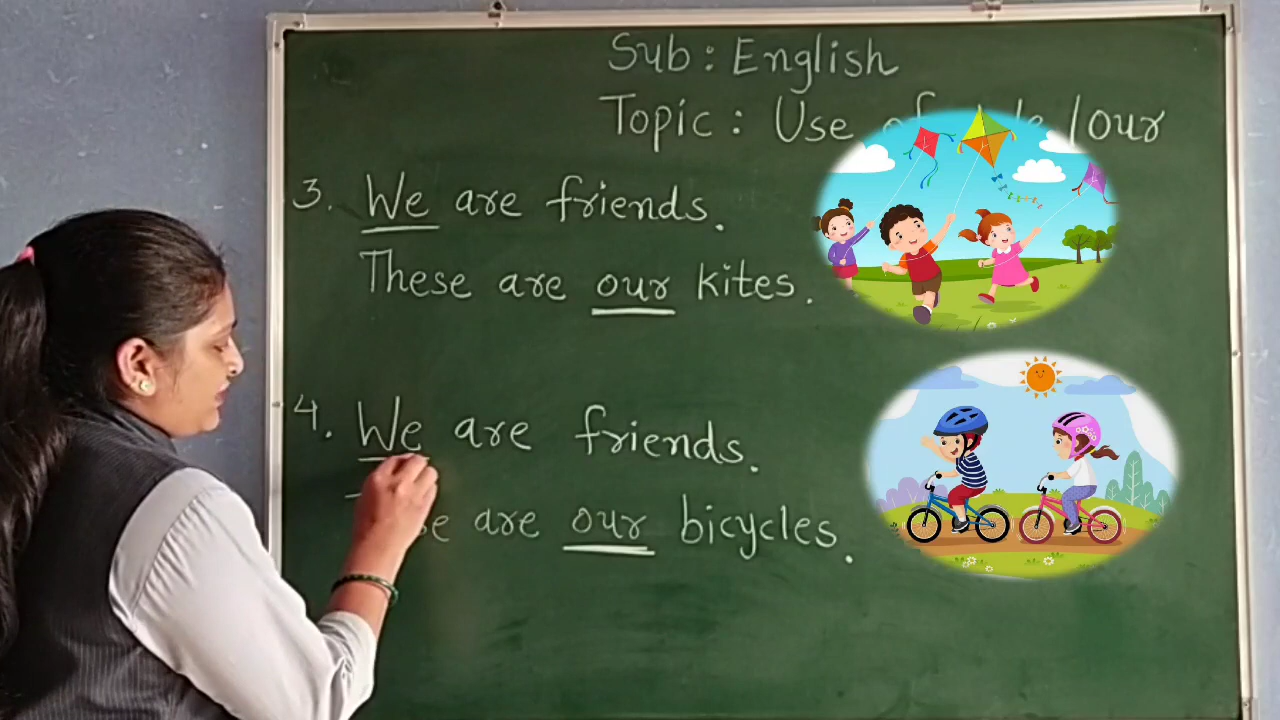 Sub : English
Topic : Use /our
3. We are friends.
These are our kites.
4. We are friends.
are our bicycles.